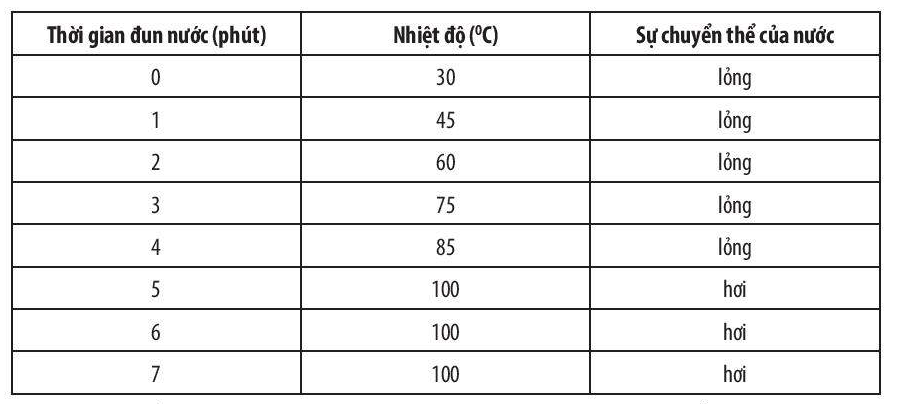 Thời gian đun nước (phút) Nhiệt độ (⁰C) Sự chuyển thể của nước
0 30 lỏng
1 45 lỏng
2 60 lỏng
3 75 lỏng
4 85 lỏng
5 100 hơi
6 100 hơi
7 100 hơi